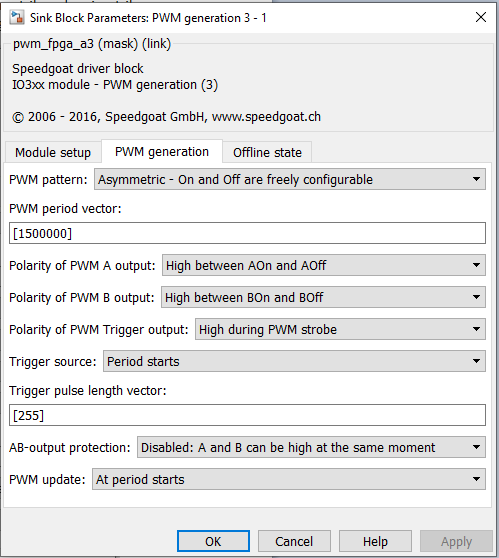 Sink Block Parameters: PWM generation 3 - 1
pwm_fpga_a3 (mask) (link)
Speedgoat driver block
IO3xx module - PWM generation (3)
© 2006 - 2016, Speedgoat GmbH, www.speedgoat.ch
Module setup PWM generation Offline state
PWM pattern: Asymmetric - On and Off are freely configurable
PWM period vector:
[1500000]
Polarity of PWM A output: High between AOn and AOff
Polarity of PWM B output: High between BOn and BOff
Polarity of PWM Trigger output: High during PWM strobe
Trigger source: Period starts
Trigger pulse length vector:
[255]
AB-output protection: Disabled: A and B can be high at the same moment
PWM update: At period starts
OK Cancel Help Apply